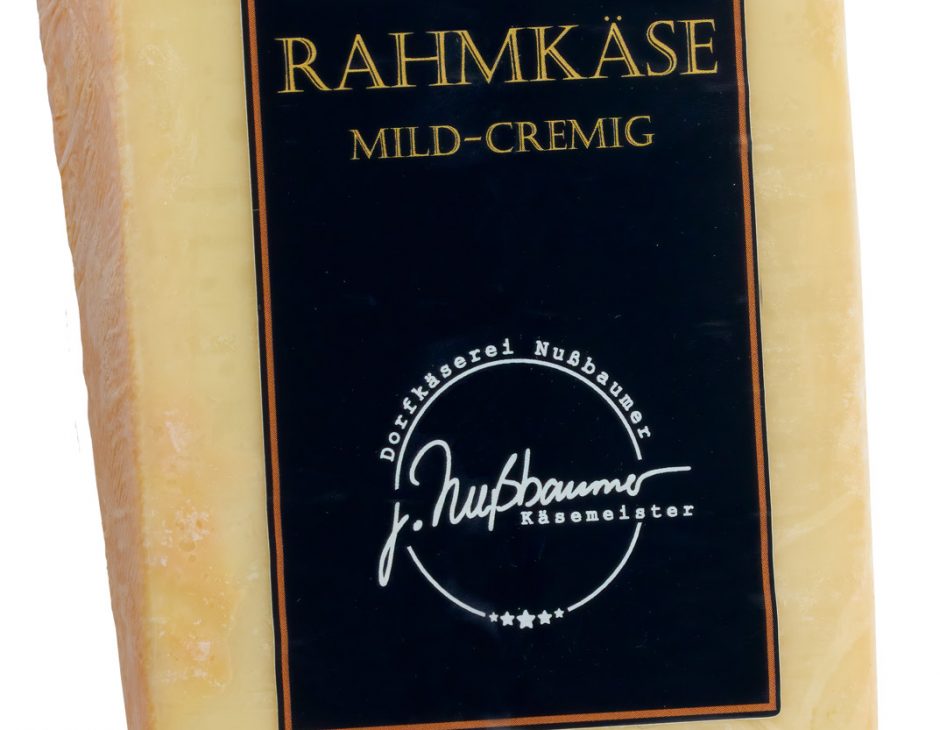 RAHMKÄSE
MILD-CREMIG
Dorfkäserei Nußbaumer
J. Nußbaumer
Käsemeister